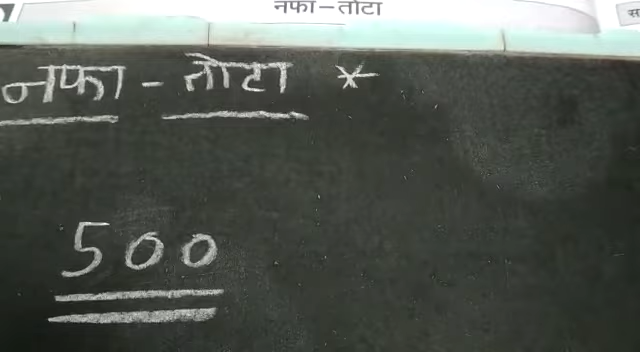 नफा – तोटा
नफा - तोटा *
500